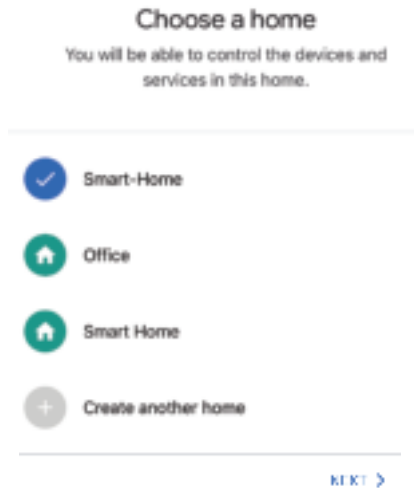 Choose a home
You will be able to control the devices and
services in this home.
Smart-Home
Office
Smart Home
Create another home
NEXT